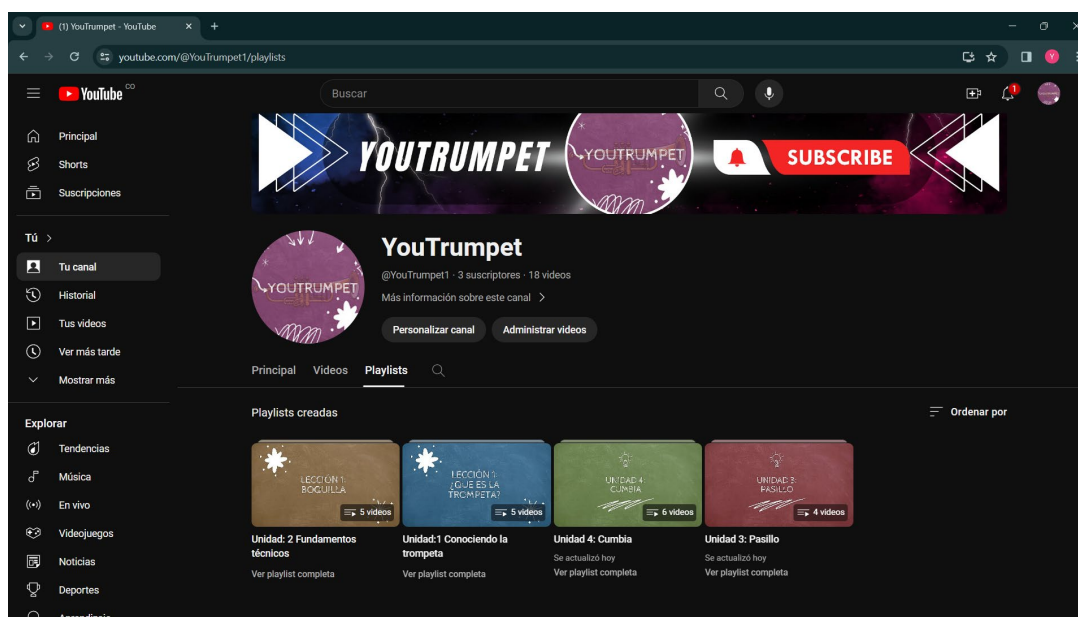 (1) YouTrumpet - YouTube
youtube.com/@YouTrumpet1/playlists
YouTube CO
Buscar
1
Principal
Shorts
Suscripciones
Tú
Tu canal
Historial
Tus videos
Ver más tarde
Mostrar más
Explorar
Tendencias
Música
En vivo
Videojuegos
Noticias
Deportes
YOUTRUMPET
YOUTRUMPET
SUBSCRIBE
YOUTRUMPET
YouTrumpet
@YouTrumpet1 · 3 suscriptores · 18 videos
Más información sobre este canal
Personalizar canal
Administrar videos
Principal
Videos
Playlists
Playlists creadas
Ordenar por
LECCIÓN 1:
BOQUILLA
5 videos
Unidad: 2 Fundamentos
técnicos
Ver playlist completa
LECCIÓN 1:
¿QUE ES LA
TROMPETA?
5 videos
Unidad:1 Conociendo la
trompeta
Ver playlist completa
UNIDAD 4:
CUMBIA
6 videos
Unidad 4: Cumbia
Se actualizó hoy
Ver playlist completa
UNIDAD 3:
PASILLO
4 videos
Unidad 3: Pasillo
Se actualizó hoy
Ver playlist completa